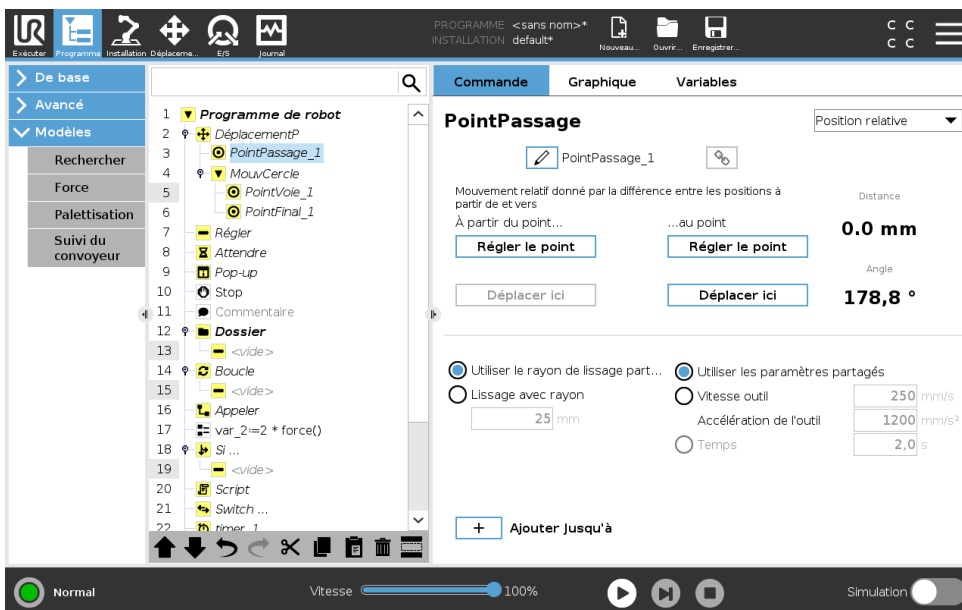 UR
PROGRAMME <sans nom>*
INSTALLATION default*
C C
C C
Exécuter Programme Installation Déplaceme... E/S Journal Nouveau... Ouvrir... Enregistrer...
De base
Avancé
Modèles
Rechercher
Force
Palettisation
Suivi du
convoyeur
1 Programme de robot
2 DéplacementP
3 PointPassage_1
4 MouvCercle
5 PointVoie_1
6 PointFinal_1
7 Régler
8 Attendre
9 Pop-up
10 Stop
11 Commentaire
12 Dossier
13 <vide>
14 Boucle
15 <vide>
16 Appeler
17 var_2:=2 * force()
18 Si ...
19 <vide>
20 Script
21 Switch ...
22 timer_1
Commande Graphique Variables
PointPassage
Position relative
PointPassage_1
Mouvement relatif donné par la différence entre les positions à
partir de et vers
Distance
À partir du point... ...au point
0.0 mm
Régler le point Régler le point
Angle
Déplacer ici Déplacer ici
178,8 °
Utiliser le rayon de lissage part... Utiliser les paramètres partagés
Lissage avec rayon Vitesse outil 250 mm/s
25 mm Accélération de l'outil 1200 mm/s²
Temps 2,0 s
+ Ajouter Jusqu'à
Normal Vitesse 100% Simulation